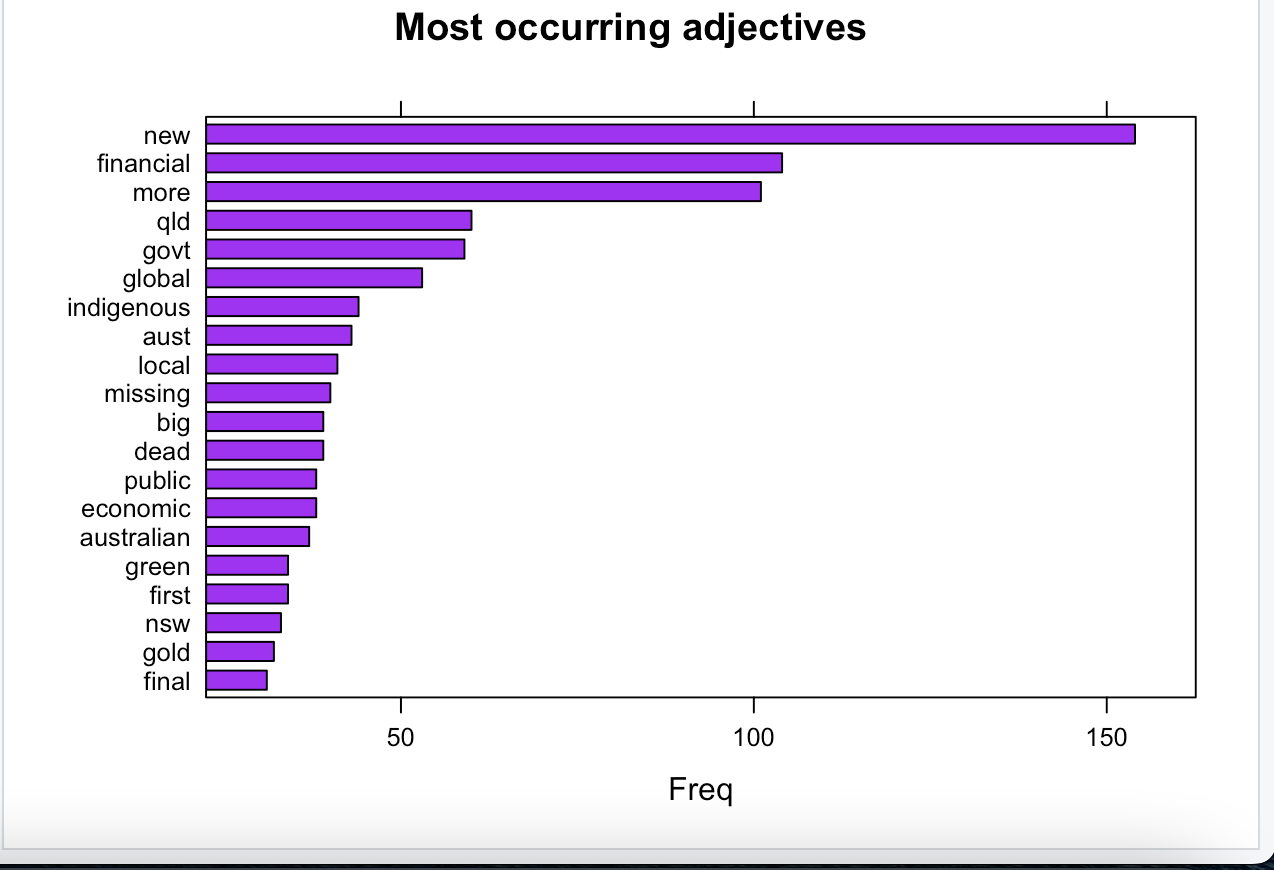 Most occurring adjectives
new
financial
more
qld
govt
global
indigenous
aust
local
missing
big
dead
public
economic
australian
green
first
nsw
gold
final
50 100 150
Freq